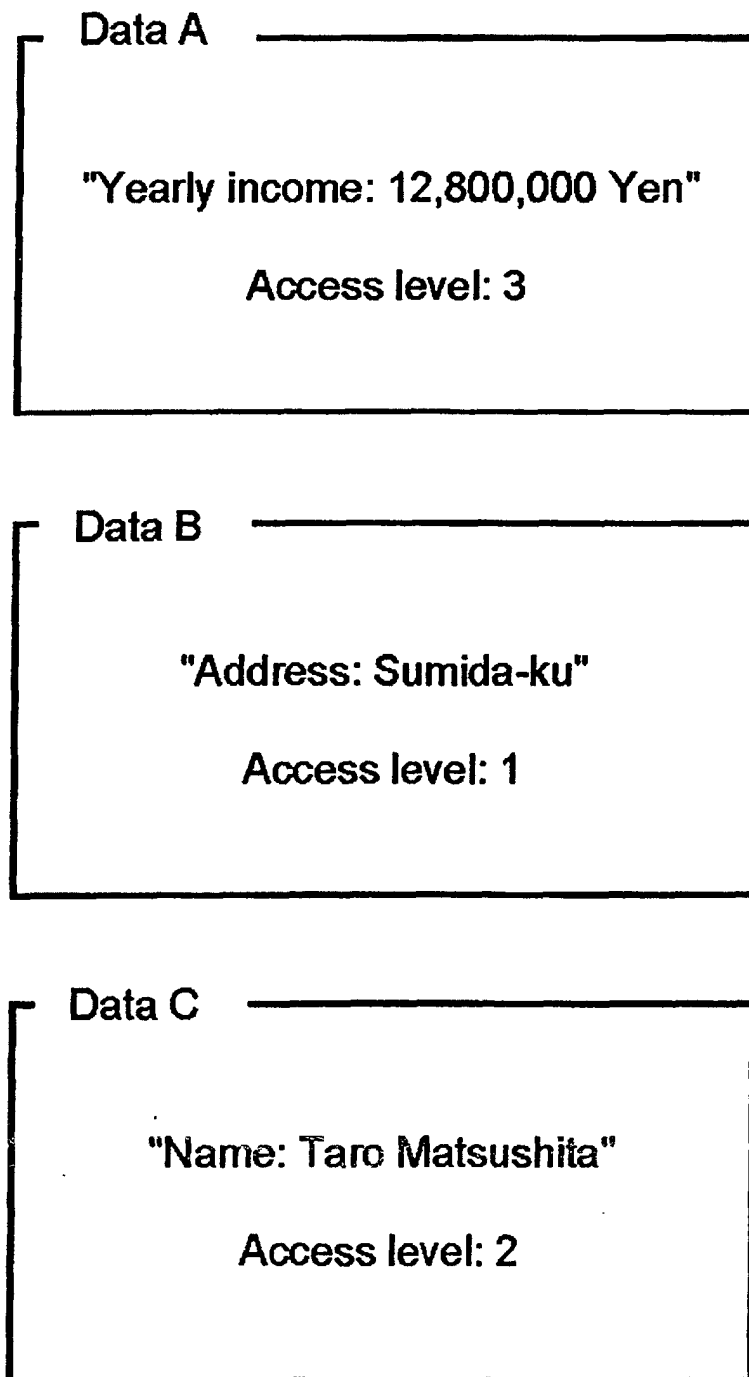 Data A
"Yearly income: 12,800,000 Yen"
Access level: 3
Data B
"Address: Sumida-ku"
Access level: 1
Data C
"Name: Taro Matsushita"
Access level: 2